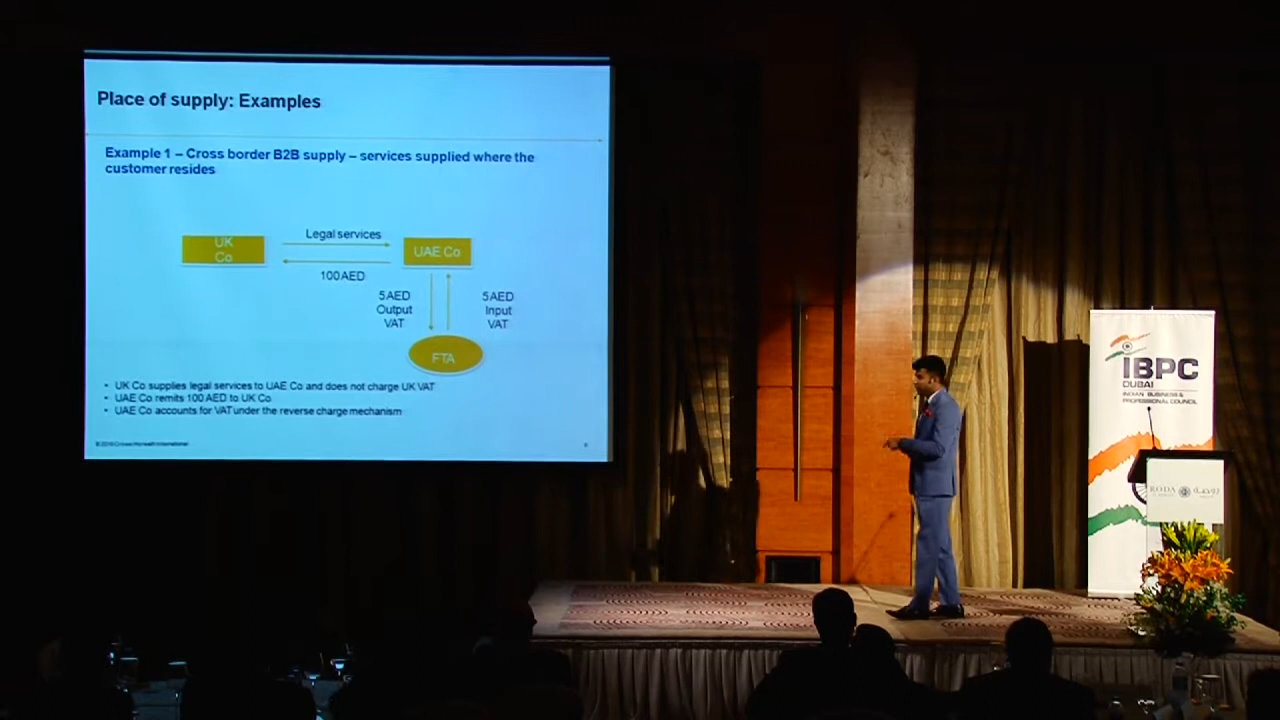 Place of supply: Examples
Example 1 – Cross border B2B supply – services supplied where the
customer resides
UK
Co
Legal services
UAE Co
100 AED
5 AED
Output
VAT
5 AED
Input
VAT
FTA
• UK Co supplies legal services to UAE Co and does not charge UK VAT
• UAE Co remits 100 AED to UK Co
• UAE Co accounts for VAT under the reverse charge mechanism
IBPC
DUBAI
INDIAN BUSINESS &
PROFESSIONAL COUNCIL
RODA